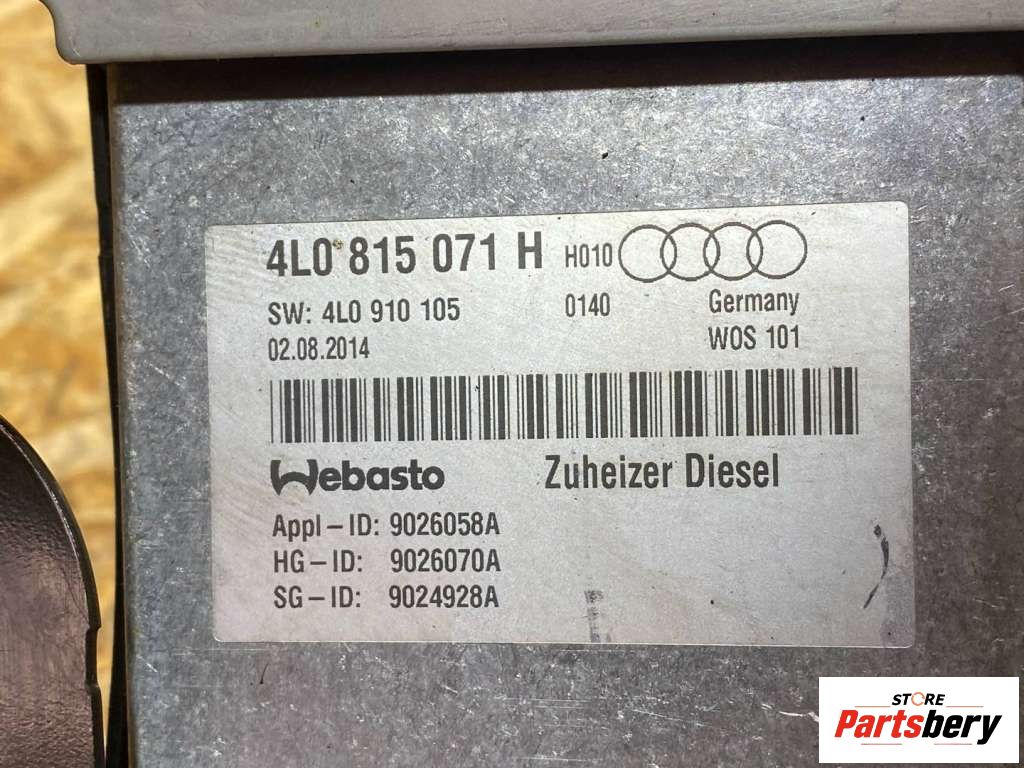 4L0 815 071 H H010
SW: 4L0 910 105 0140 Germany
02.08.2014 WOS 101
Webasto Zuheizer Diesel
Appl-ID: 9026058A
HG-ID: 9026070A
SG-ID: 9024928A
STORE
Partsbery